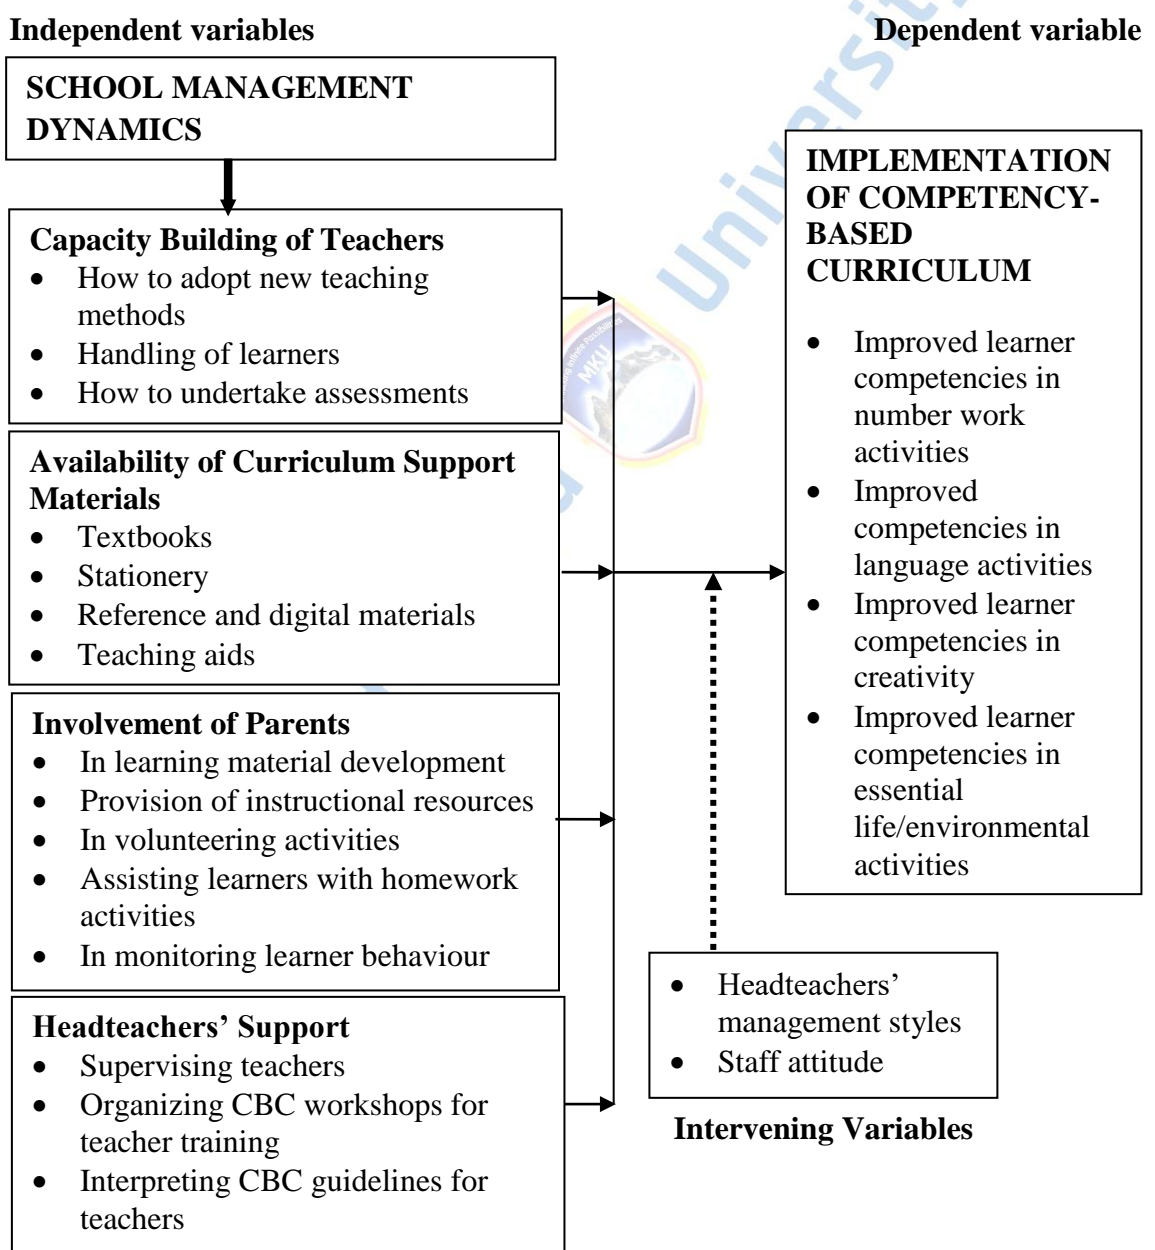 Independent variables
Dependent variable
SCHOOL MANAGEMENT
DYNAMICS
Capacity Building of Teachers
• How to adopt new teaching
methods
• Handling of learners
• How to undertake assessments
Availability of Curriculum Support
Materials
• Textbooks
• Stationery
• Reference and digital materials
• Teaching aids
Involvement of Parents
• In learning material development
• Provision of instructional resources
• In volunteering activities
• Assisting learners with homework
activities
• In monitoring learner behaviour
Headteachers’ Support
• Supervising teachers
• Organizing CBC workshops for
teacher training
• Interpreting CBC guidelines for
teachers
IMPLEMENTATION
OF COMPETENCY-
BASED
CURRICULUM
• Improved learner
competencies in
number work
activities
• Improved
competencies in
language activities
• Improved learner
competencies in
creativity
• Improved learner
competencies in
essential
life/environmental
activities
• Headteachers’
management styles
• Staff attitude
Intervening Variables
University
MKU